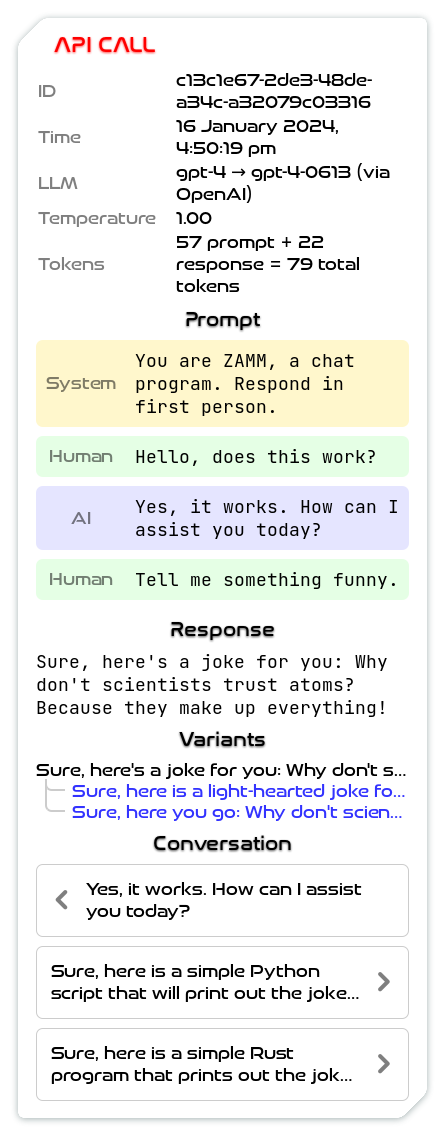 API CALL
ID
c13c1e67-2de3-48de-
a34c-a32079c03316
Time
16 January 2024,
4:50:19 pm
LLM
gpt-4 → gpt-4-0613 (via
OpenAI)
Temperature 1.00
Tokens
57 prompt + 22
response = 79 total
tokens
Prompt
System
You are ZAMM, a chat
program. Respond in
first person.
Human Hello, does this work?
AI
Yes, it works. How can I
assist you today?
Human Tell me something funny.
Response
Sure, here's a joke for you: Why
don't scientists trust atoms?
Because they make up everything!
Variants
Sure, here's a joke for you: Why don't s...
Sure, here is a light-hearted joke fo...
Sure, here you go: Why don't scien...
Conversation
Yes, it works. How can I assist
you today?
Sure, here is a simple Python
script that will print out the joke...
Sure, here is a simple Rust
program that prints out the jok...